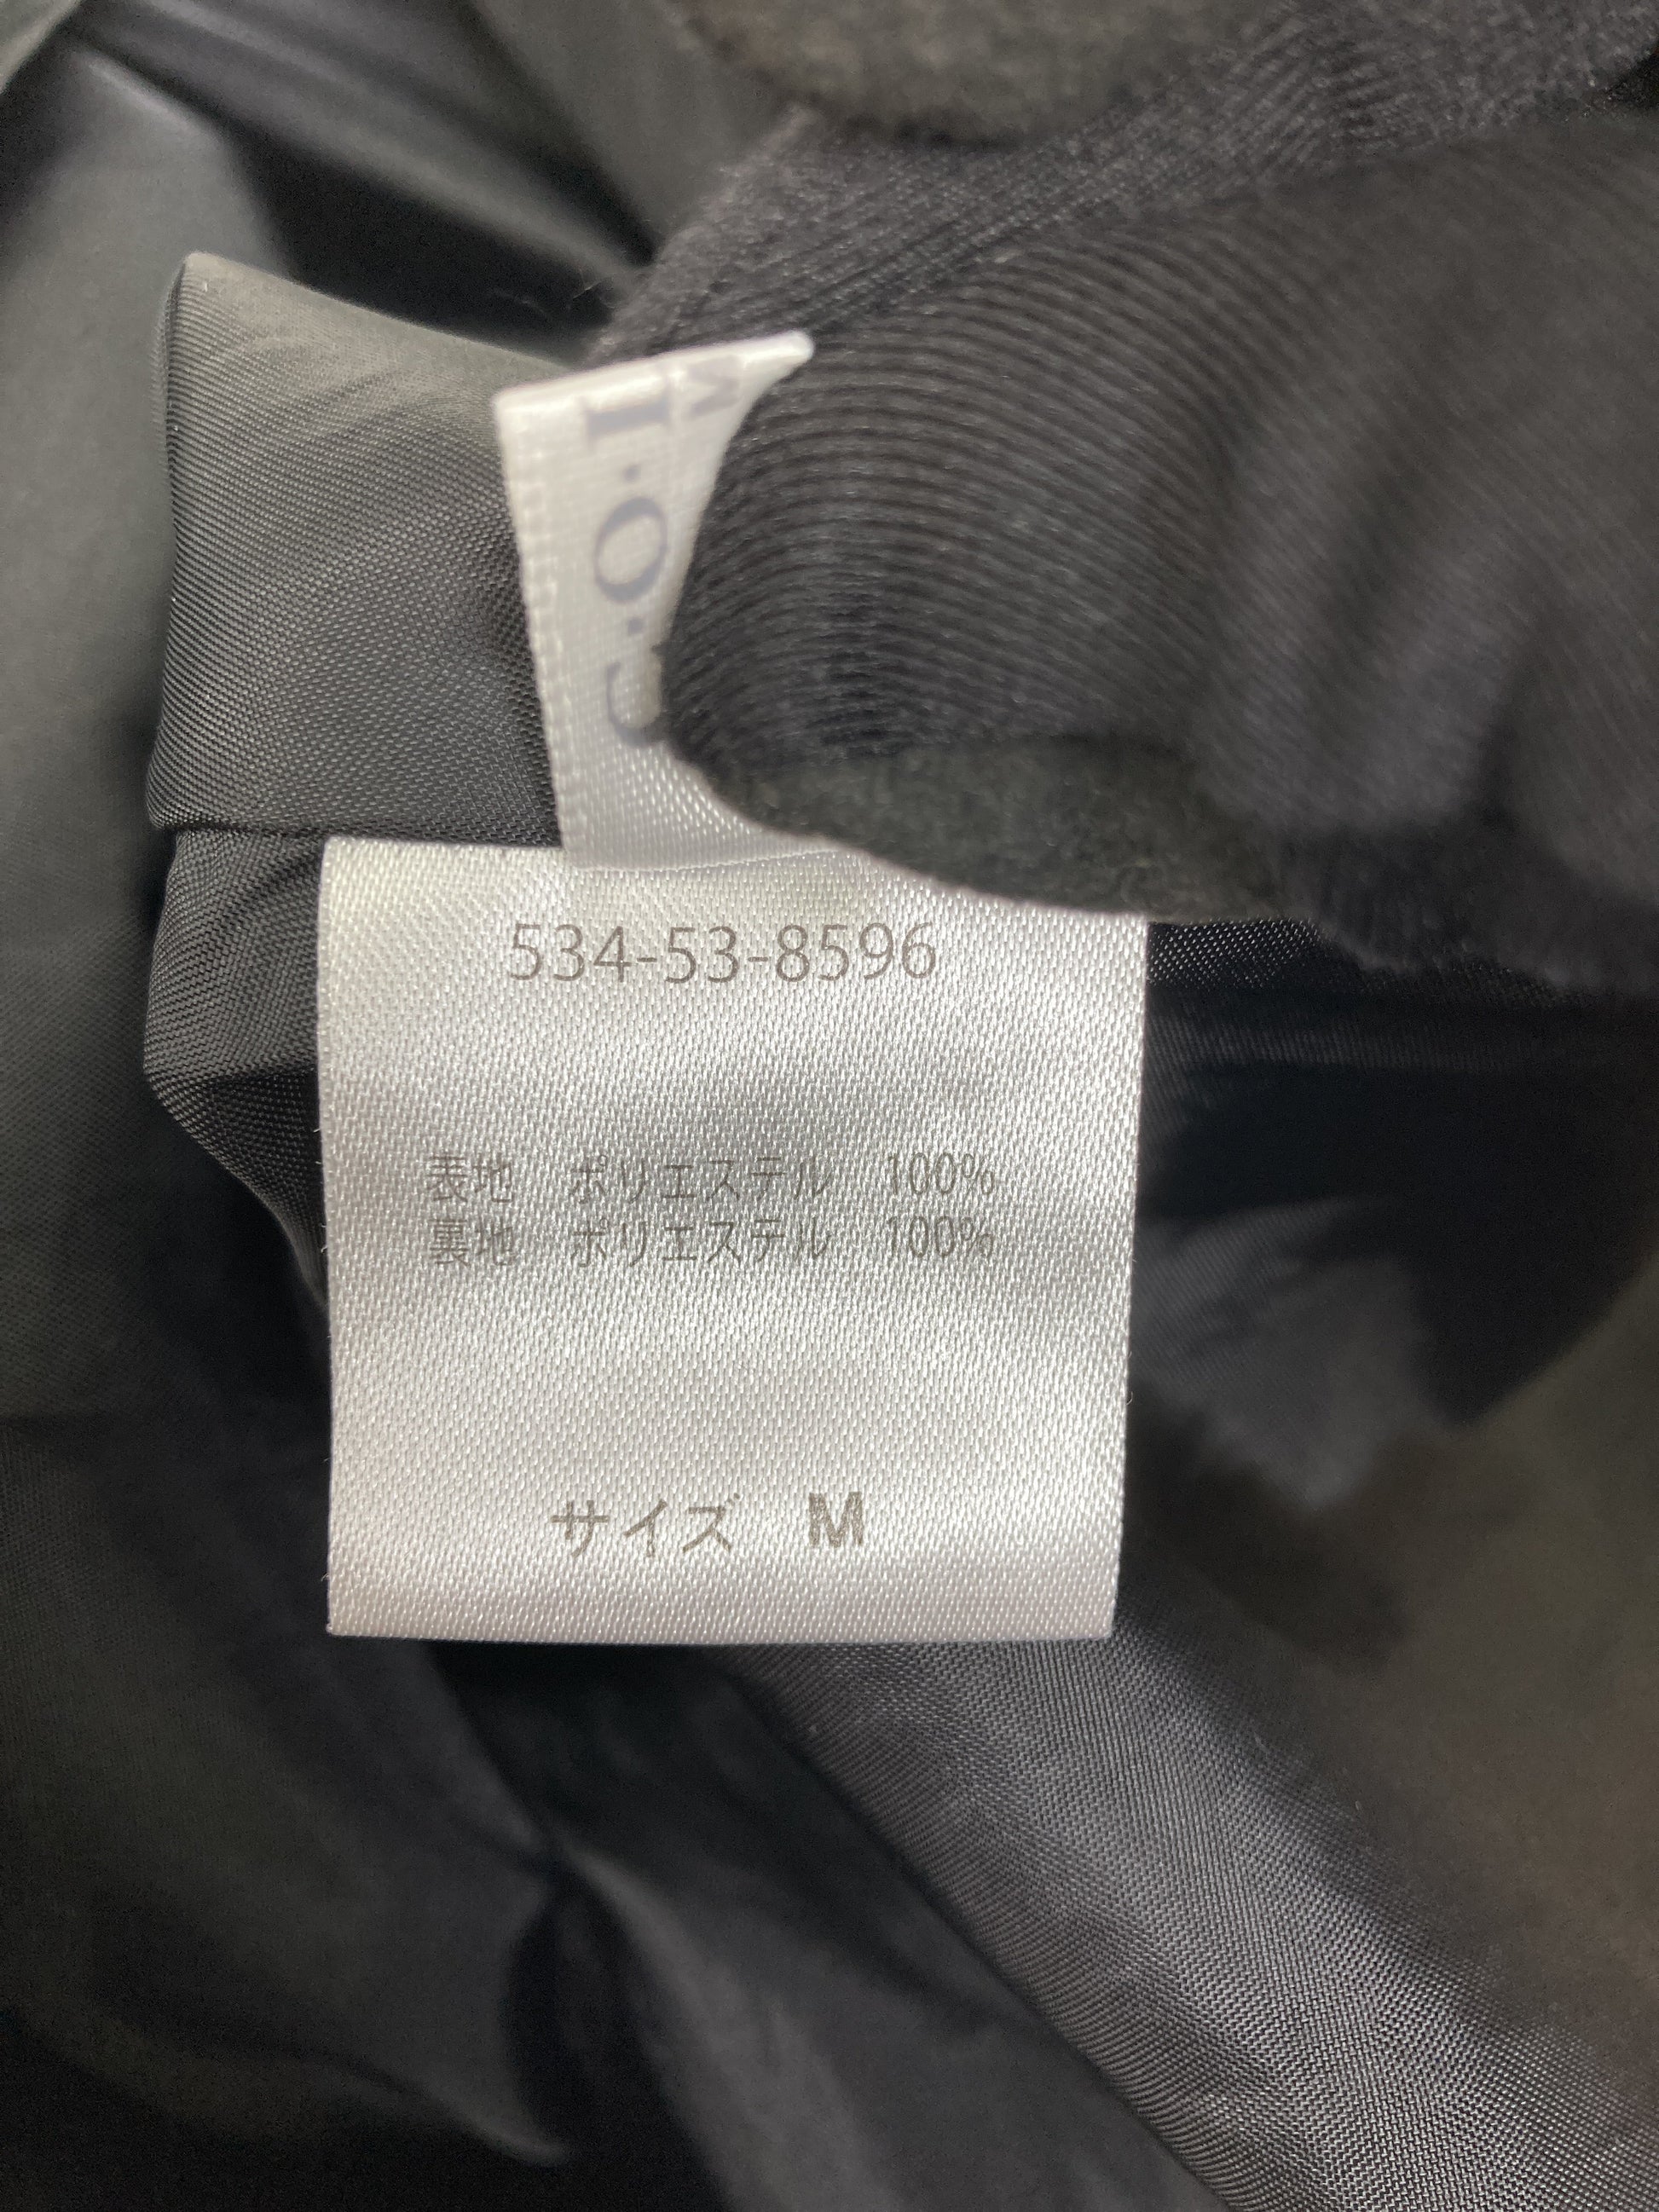 C.O.I
M
534-53-8596
表地 ポリエステル 100%
裏地 ポリエステル 100%
サイズ M